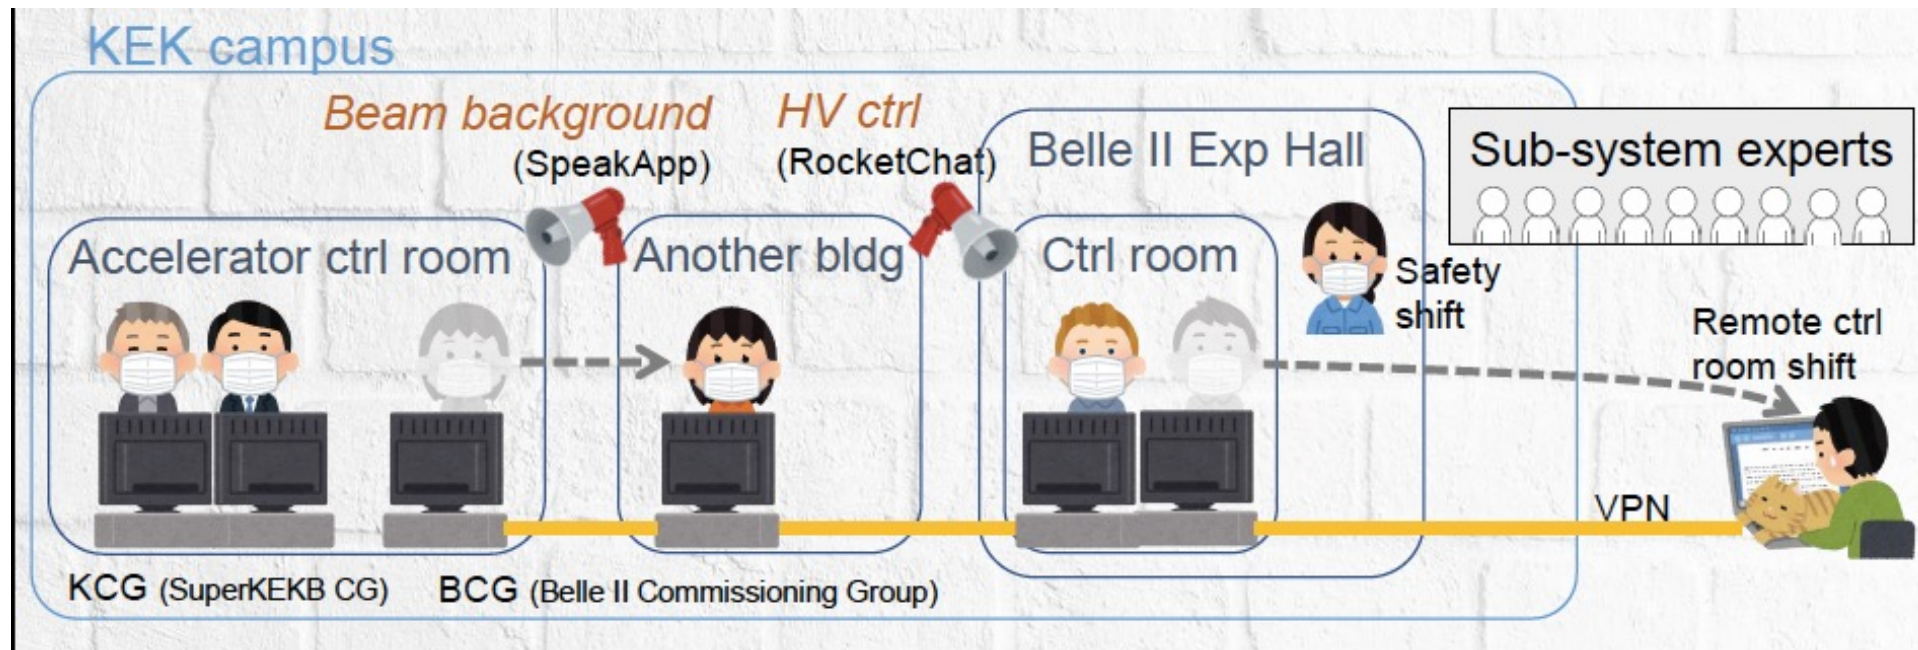 KEK campus
Beam background
(SpeakApp)
HV ctrl
(RocketChat)
Belle II Exp Hall
Sub-system experts
Accelerator ctrl room
Another bldg
Ctrl room
Safety
shift
Remote ctrl
room shift
VPN
KCG (SuperKEKB CG)
BCG (Belle II Commissioning Group)